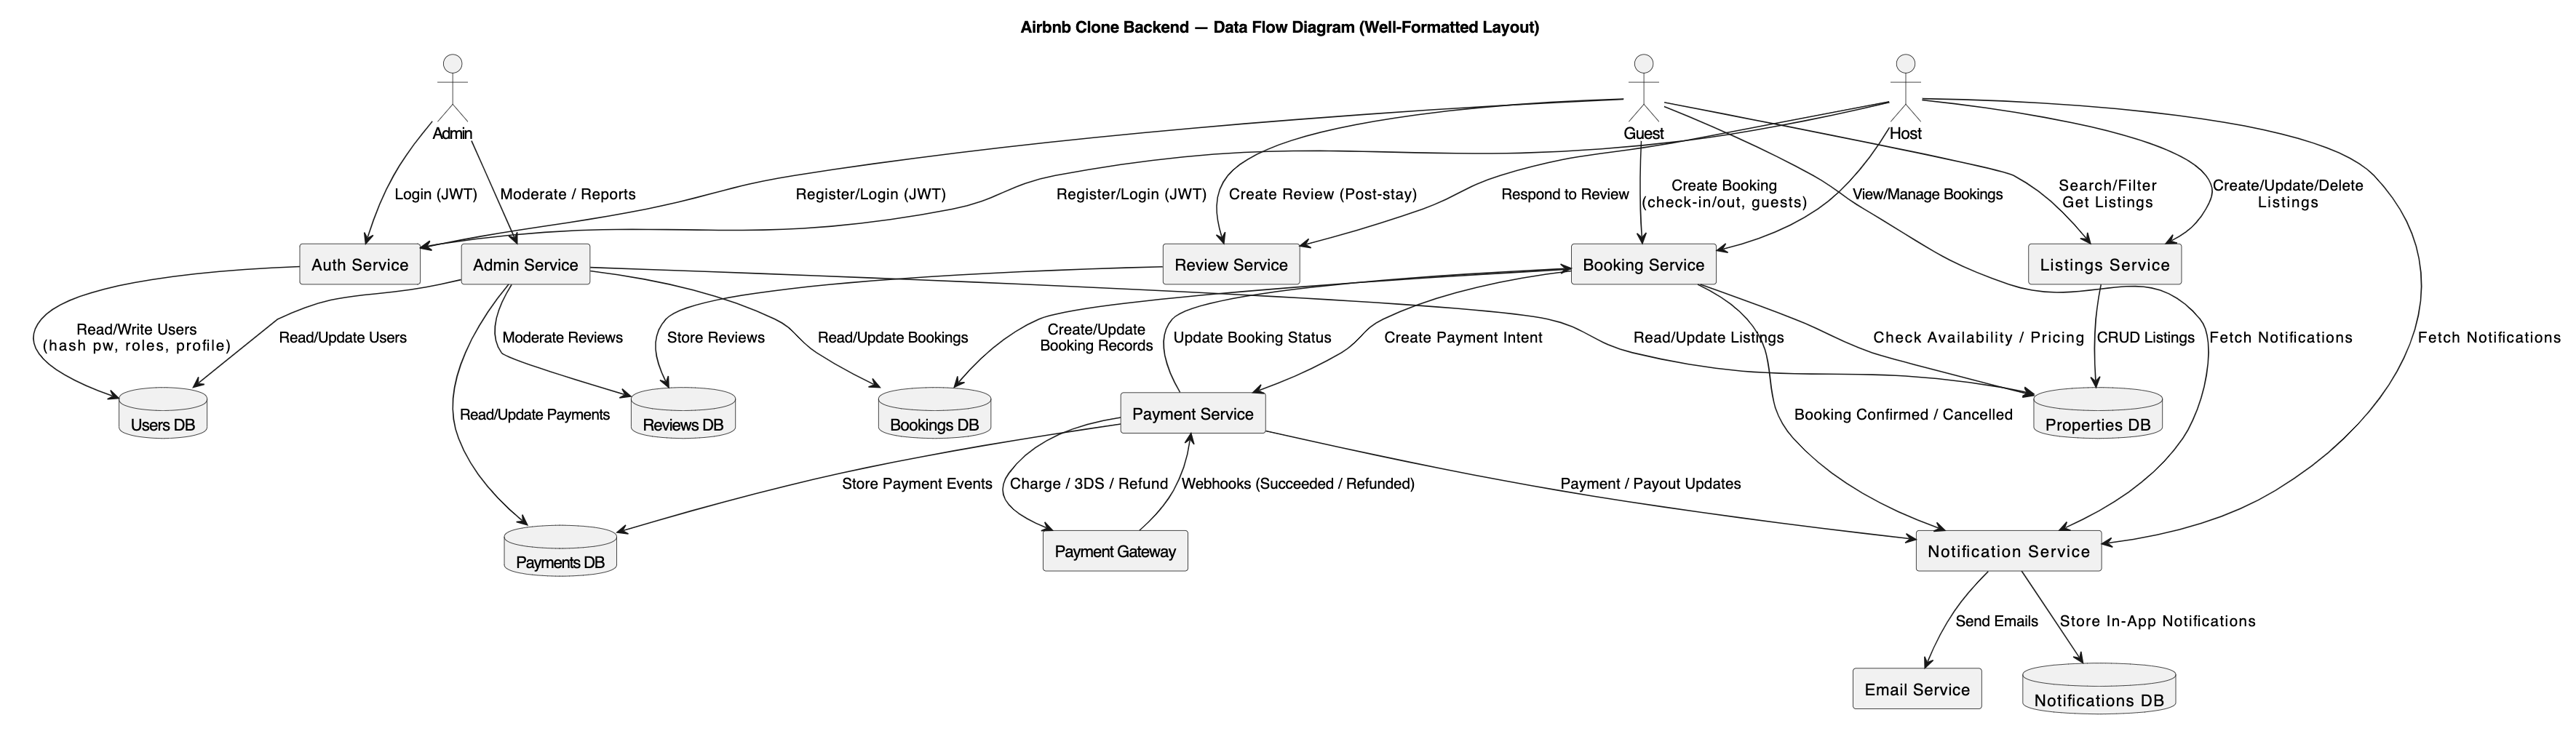 Airbnb Clone Backend — Data Flow Diagram (Well-Formatted Layout)
Admin
Guest
Host
Login (JWT)
Moderate / Reports
Register/Login (JWT)
Register/Login (JWT)
Create Review (Post-stay)
Respond to Review
Create Booking
(check-in/out, guests)
View/Manage Bookings
Search/Filter
Get Listings
Create/Update/Delete
Listings
Auth Service
Admin Service
Review Service
Booking Service
Listings Service
Read/Write Users
(hash pw, roles, profile)
Read/Update Users
Moderate Reviews
Store Reviews
Read/Update Bookings
Create/Update
Booking Records
Update Booking Status
Create Payment Intent
Read/Update Listings
Check Availability / Pricing
CRUD Listings
Fetch Notifications
Fetch Notifications
Users DB
Read/Update Payments
Reviews DB
Bookings DB
Payment Service
Booking Confirmed / Cancelled
Properties DB
Store Payment Events
Charge / 3DS / Refund
Webhooks (Succeeded / Refunded)
Payment / Payout Updates
Payments DB
Payment Gateway
Notification Service
Send Emails
Store In-App Notifications
Email Service
Notifications DB